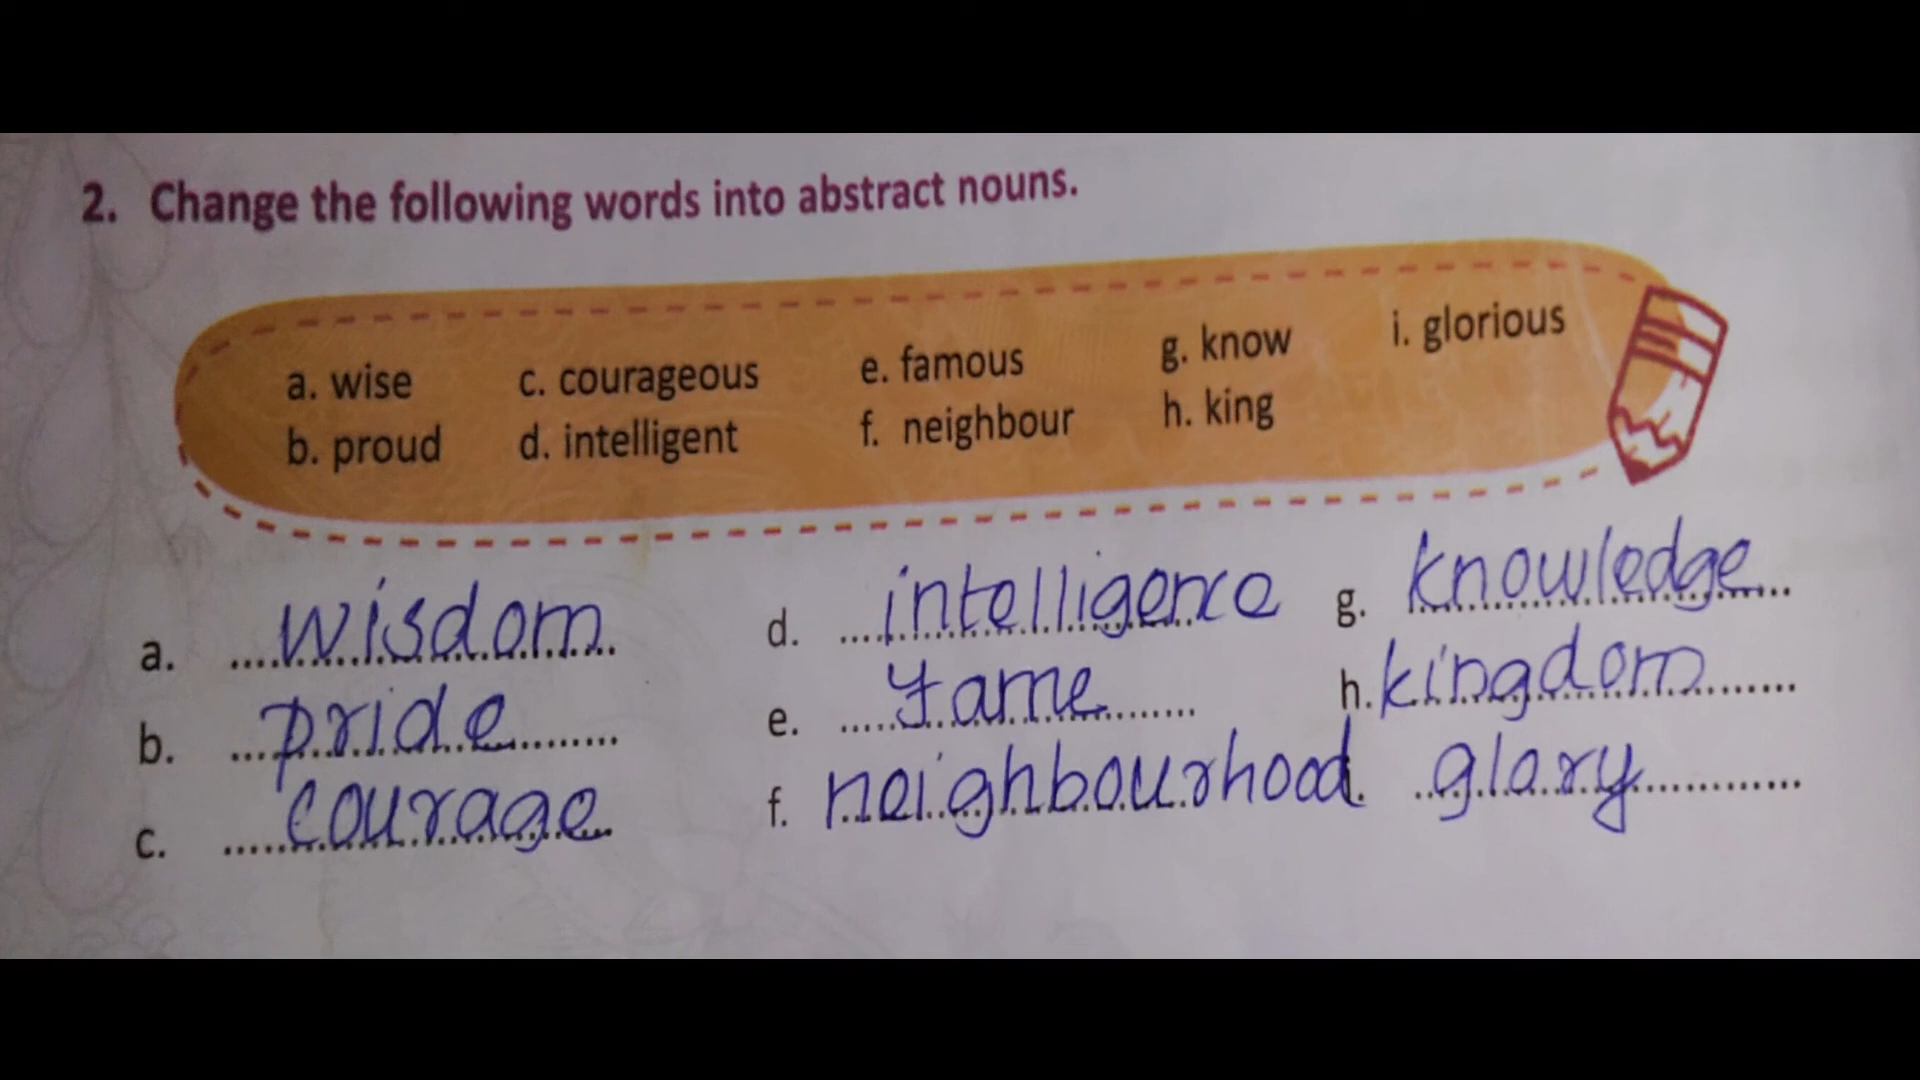 2. Change the following words into abstract nouns.
a. wise c. courageous e. famous g. know i. glorious
b. proud d. intelligent f. neighbour h. king
a. wisdom d. intelligence g. knowledge
b. pride e. fame h. kingdom
c. courage f. neighbourhood i. glory